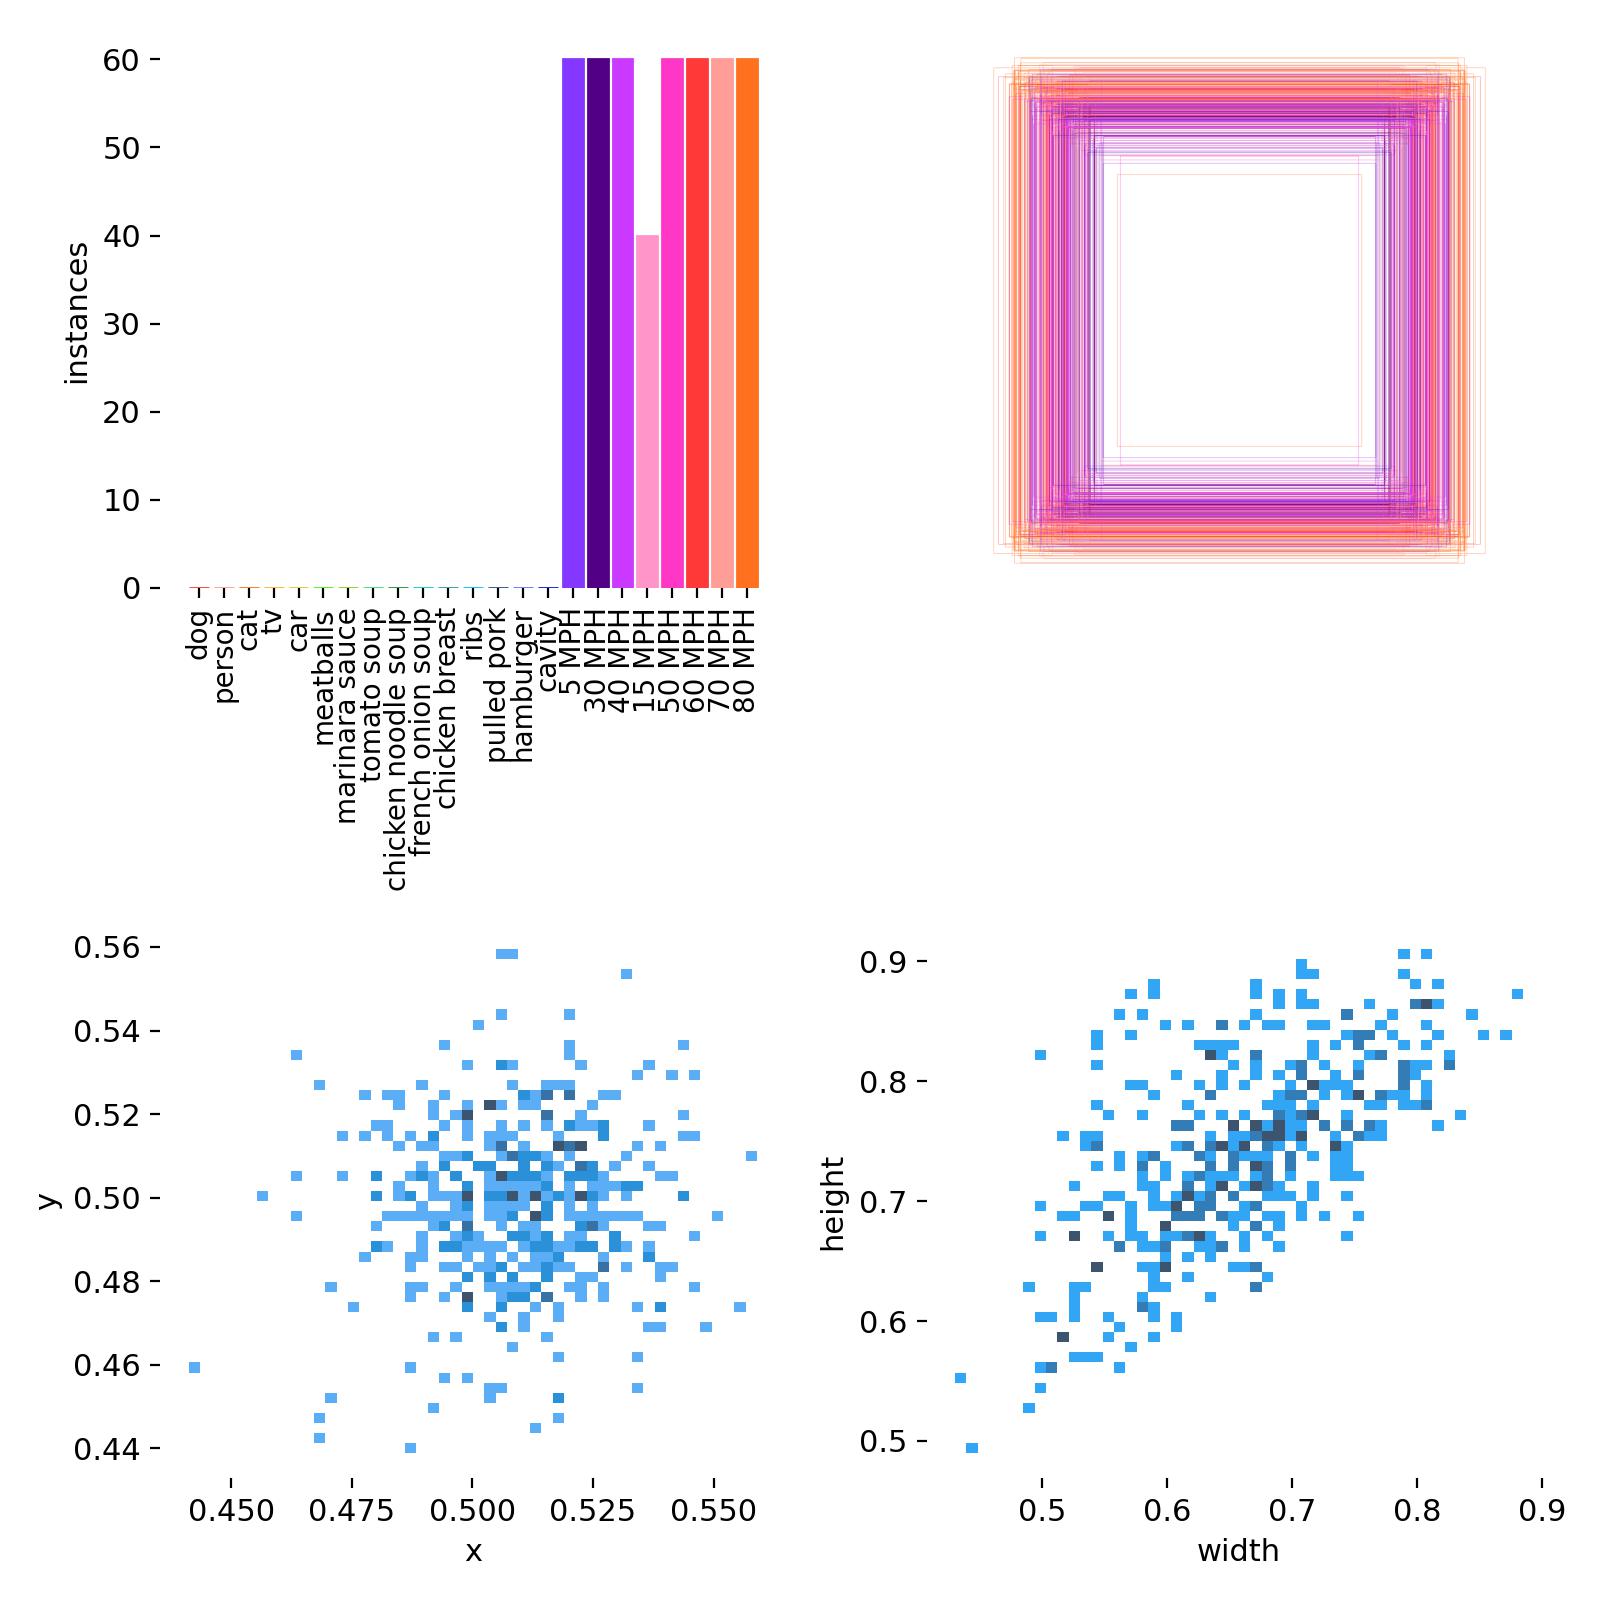 60
50
40
30
20
10
0
instances
dog
person
cat
tv
car
meatballs
marinara sauce
tomato soup
chicken noodle soup
french onion soup
chicken breast
ribs
pulled pork
hamburger
cavity
5 MPH
30 MPH
40 MPH
15 MPH
50 MPH
60 MPH
70 MPH
80 MPH
0.56
0.54
0.52
0.50
0.48
0.46
0.44
y
0.450 0.475 0.500 0.525 0.550
x
0.9
0.8
0.7
0.6
0.5
height
0.5 0.6 0.7 0.8 0.9
width